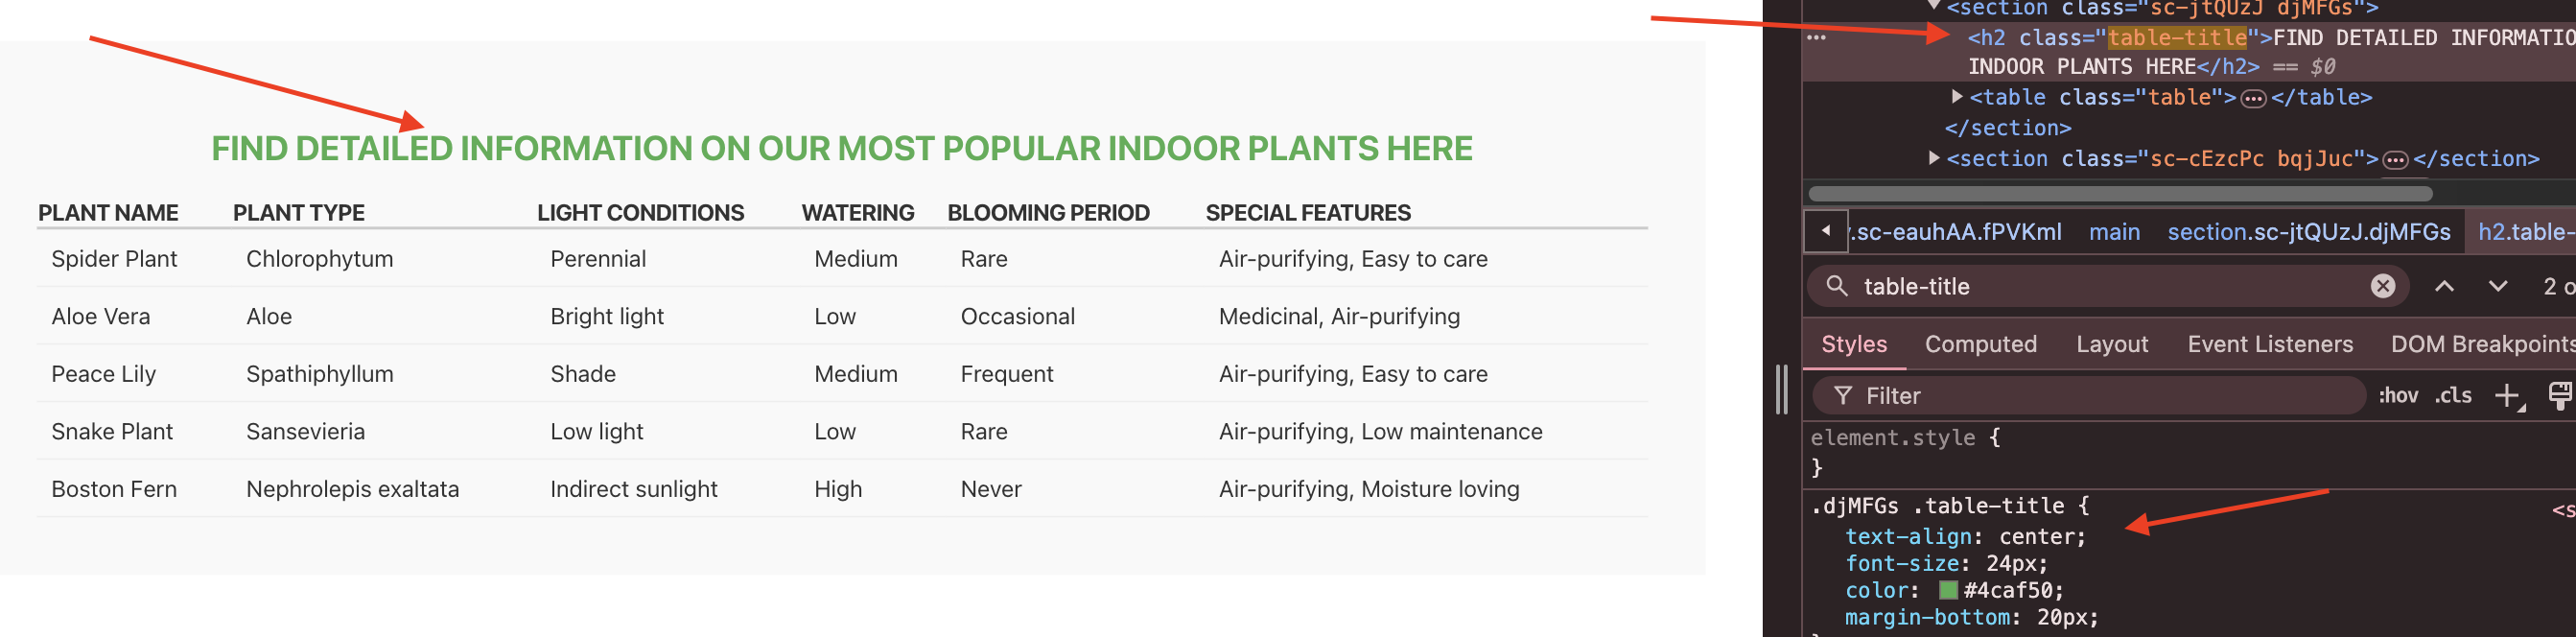 FIND DETAILED INFORMATION ON OUR MOST POPULAR INDOOR PLANTS HERE
PLANT NAME PLANT TYPE LIGHT CONDITIONS WATERING BLOOMING PERIOD SPECIAL FEATURES
Spider Plant Chlorophytum Perennial Medium Rare Air-purifying, Easy to care
Aloe Vera Aloe Bright light Low Occasional Medicinal, Air-purifying
Peace Lily Spathiphyllum Shade Medium Frequent Air-purifying, Easy to care
Snake Plant Sansevieria Low light Low Rare Air-purifying, Low maintenance
Boston Fern Nephrolepis exaltata Indirect sunlight High Never Air-purifying, Moisture loving
<section class="sc-jtQUzJ djMFGs">
<h2 class="table-title">FIND DETAILED INFORMATIO
INDOOR PLANTS HERE</h2> == $0
<table class="table">…</table>
</section>
<section class="sc-cEzcPc bqjJuc">…</section>
.sc-eauhAA.fPVKml main section.sc-jtQUzJ.djMFGs h2.table-
table-title 2 o
Styles Computed Layout Event Listeners DOM Breakpoints
Filter :hov .cls
element.style {
}
.djMFGs .table-title { <s
text-align: center;
font-size: 24px;
color: #4caf50;
margin-bottom: 20px;